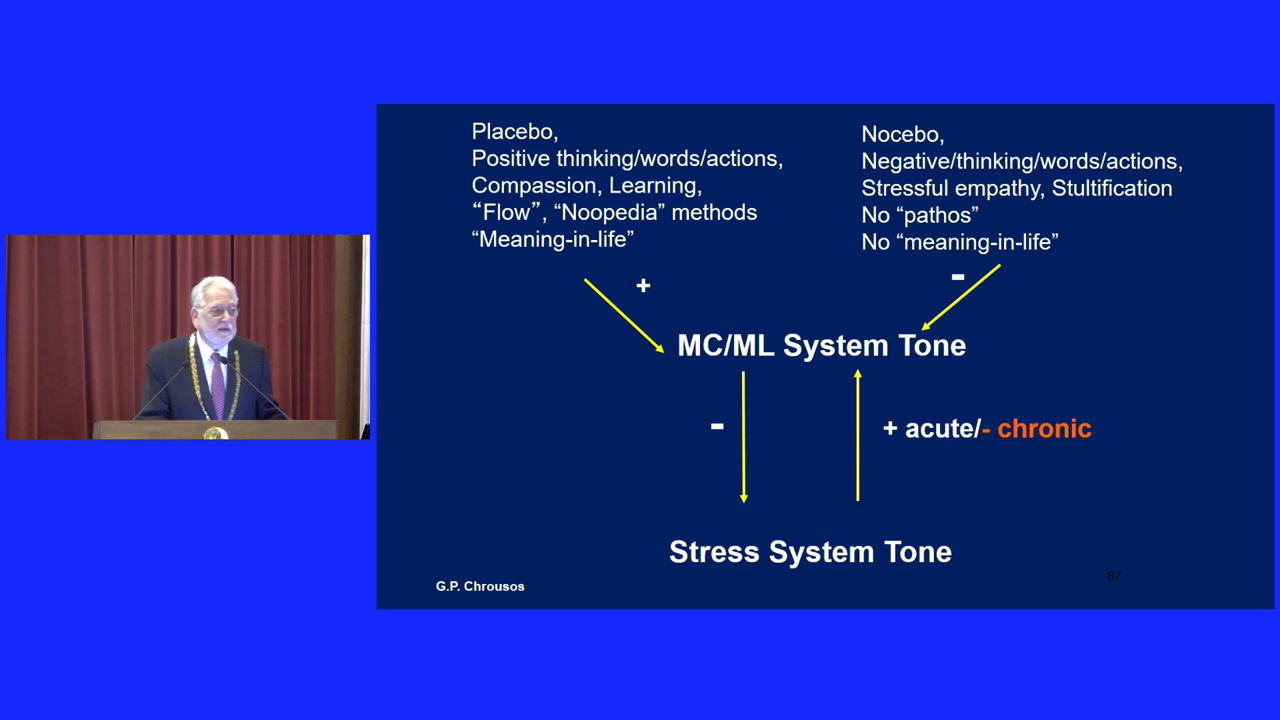 Placebo,
Positive thinking/words/actions,
Compassion, Learning,
“Flow”, “Noopedia” methods
“Meaning-in-life”
Nocebo,
Negative/thinking/words/actions,
Stressful empathy, Stultification
No “pathos”
No “meaning-in-life”
+
-
MC/ML System Tone
-
+ acute/- chronic
Stress System Tone
G.P. Chrousos
87